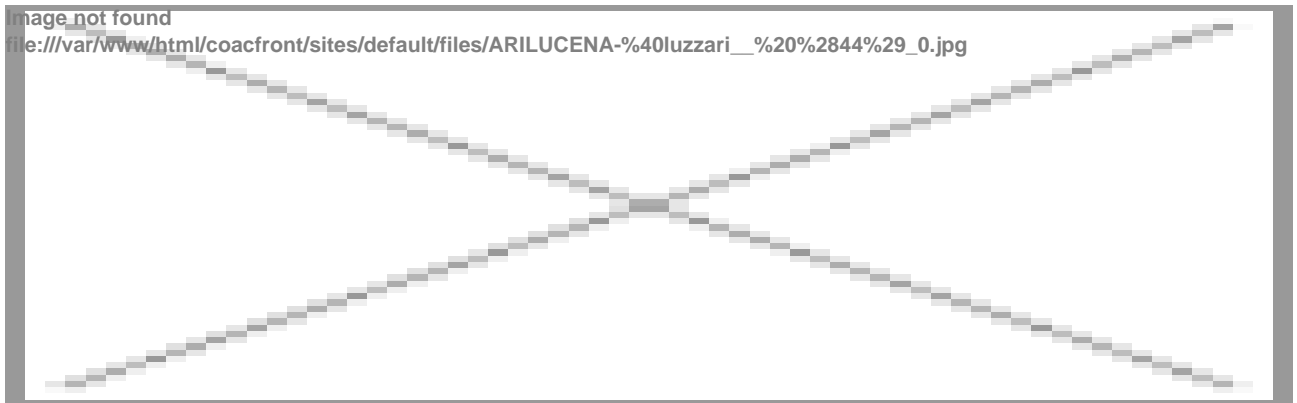 Image not found
file:///var/www/html/coacfront/sites/default/files/ARILUCENA-%40luzzari__%20%2844%29_0.jpg